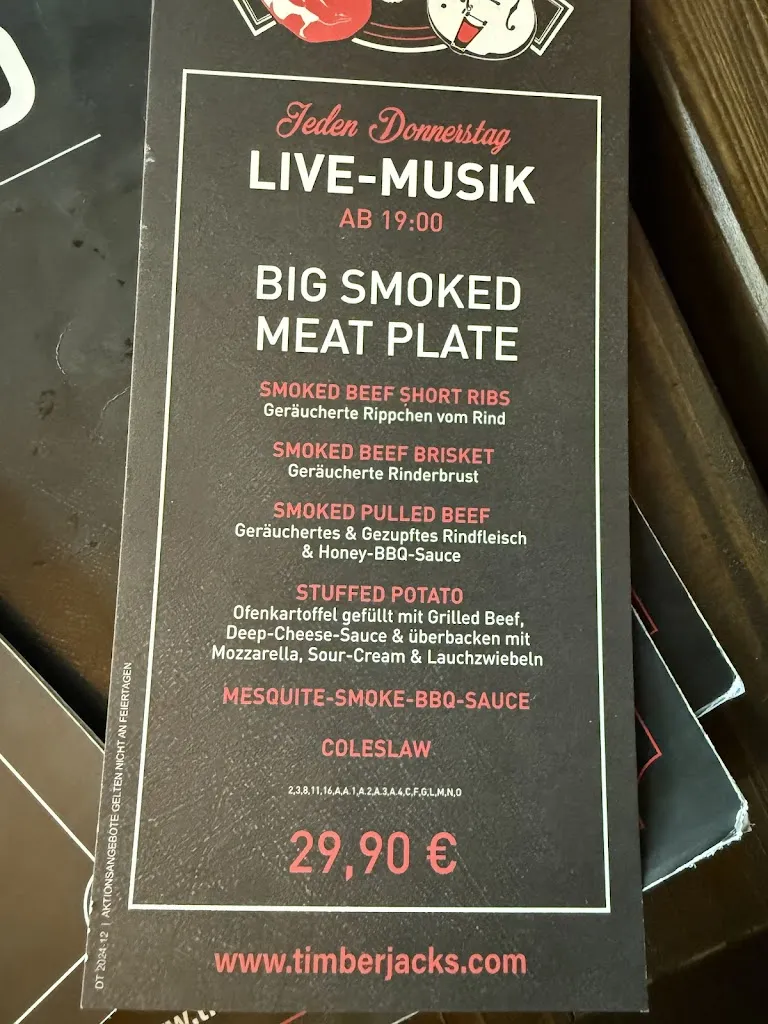 Jeden Donnerstag
LIVE-MUSIK
AB 19:00
BIG SMOKED
MEAT PLATE
SMOKED BEEF SHORT RIBS
Geräucherte Rippchen vom Rind
SMOKED BEEF BRISKET
Geräucherte Rinderbrust
SMOKED PULLED BEEF
Geräuchertes & Gezupftes Rindfleisch
& Honey-BBQ-Sauce
STUFFED POTATO
Ofenkartoffel gefüllt mit Grilled Beef,
Deep-Cheese-Sauce & überbacken mit
Mozzarella, Sour-Cream & Lauchzwiebeln
MESQUITE-SMOKE-BBQ-SAUCE
COLESLAW
2,3,8,11,16,A,A.1,A.2,A.3,A.4,C,F,G,L,M,N,O
29,90 €
www.timberjacks.com
DT 2024-12 | AKTIONSANGEBOTE GELTEN NICHT AN FEIERTAGEN